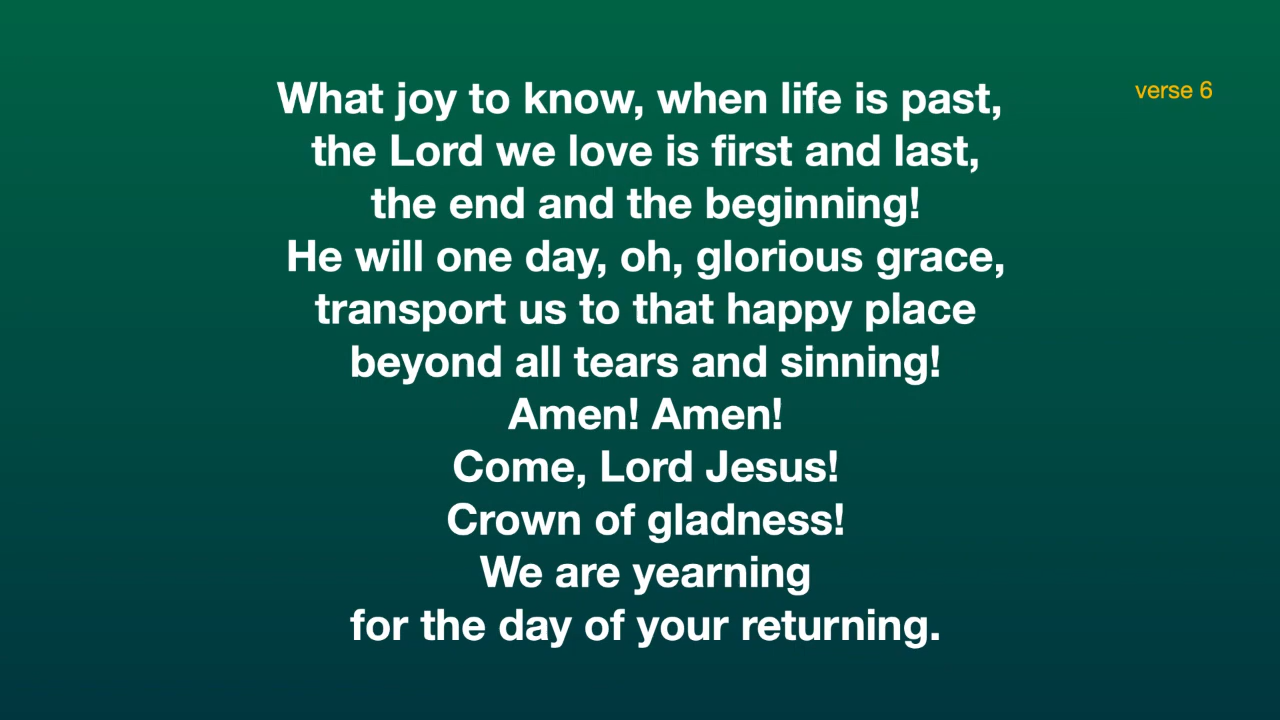 What joy to know, when life is past,
verse 6
the Lord we love is first and last,
the end and the beginning!
He will one day, oh, glorious grace,
transport us to that happy place
beyond all tears and sinning!
Amen! Amen!
Come, Lord Jesus!
Crown of gladness!
We are yearning
for the day of your returning.